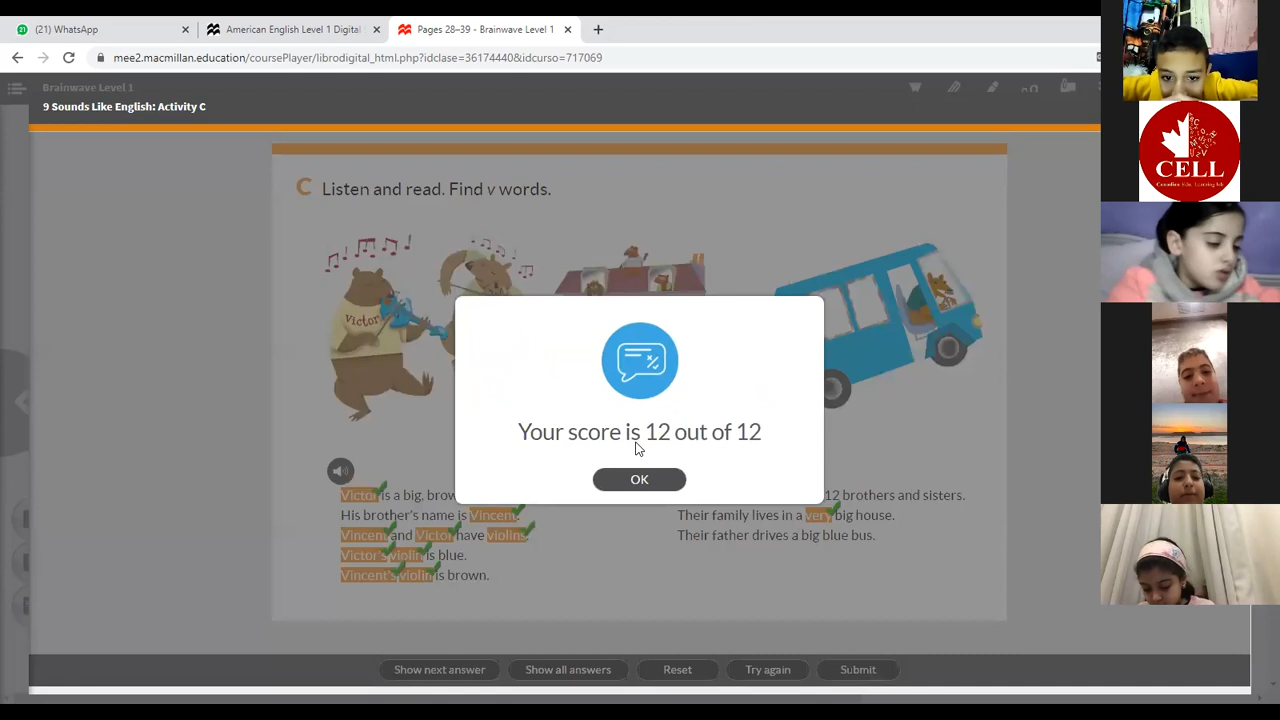 (21) WhatsApp
American English Level 1 Digital
Pages 28–39 - Brainwave Level 1
mee2.macmillan.education/coursePlayer/librodigital_html.php?idclase=36174440&idcurso=717069
Brainwave Level 1
9 Sounds Like English: Activity C
C Listen and read. Find v words.
Victor
Your score is 12 out of 12
OK
Victor is a big, brow
His brother's name is Vincent.
Vincent and Victor have violins.
Victor's violin is blue.
Vincent's violin is brown.
12 brothers and sisters.
Their family lives in a very big house.
Their father drives a big blue bus.
Show next answer
Show all answers
Reset
Try again
Submit
CELL